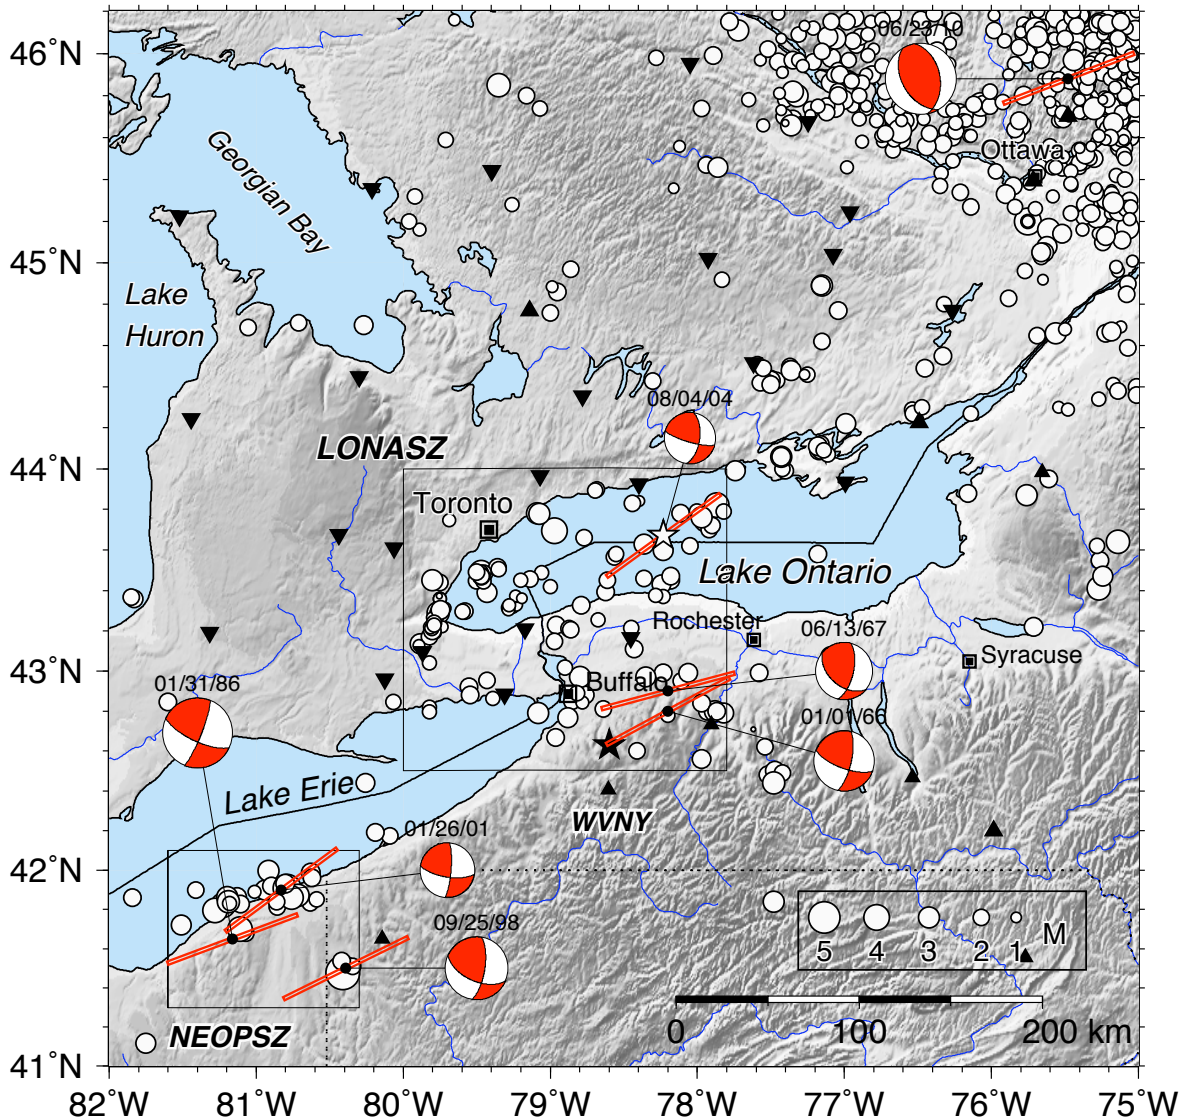 46˚N
45˚N
44˚N
43˚N
42˚N
41˚N
82˚W
81˚W
80˚W
79˚W
78˚W
77˚W
76˚W
75˚W
06/23/10
Ottawa
Georgian Bay
Lake
Huron
08/04/04
LONASZ
Toronto
Lake Ontario
Rochester
06/13/67
Syracuse
01/31/86
Buffalo
01/01/66
Lake Erie
WVNY
01/26/01
09/25/98
5 4 3 2 1 M
NEOPSZ
0 100 200 km